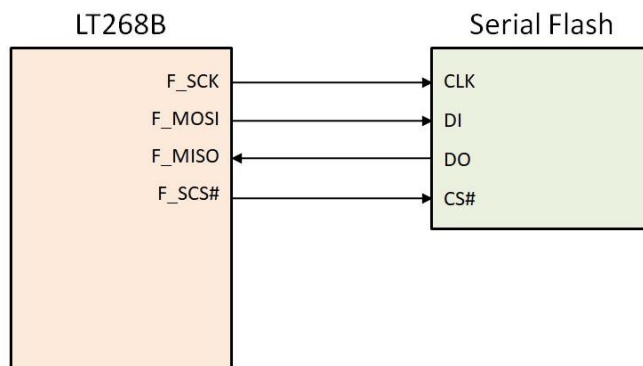 LT268B
Serial Flash
F_SCK
CLK
F_MOSI
DI
F_MISO
DO
F_SCS#
CS#